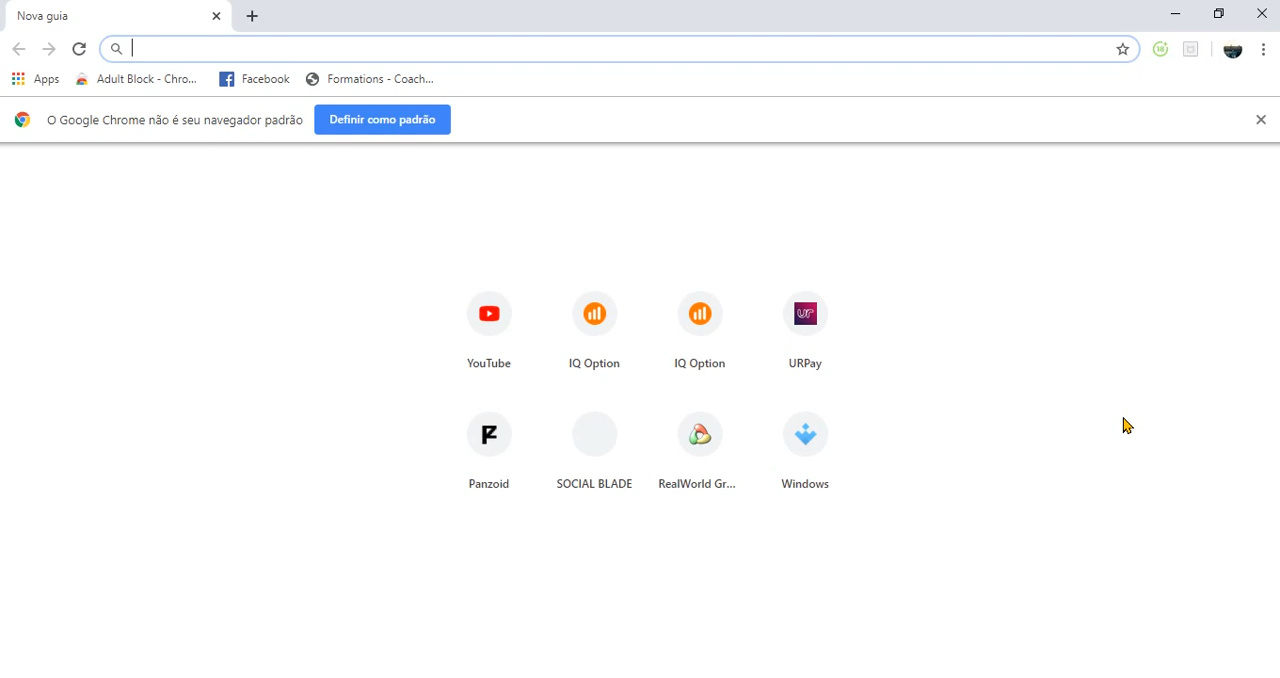 Nova guia
Apps Adult Block - Chro... Facebook Formations - Coach...
O Google Chrome não é seu navegador padrão Definir como padrão
YouTube IQ Option IQ Option URPay
Panzoid SOCIAL BLADE RealWorld Gr... Windows